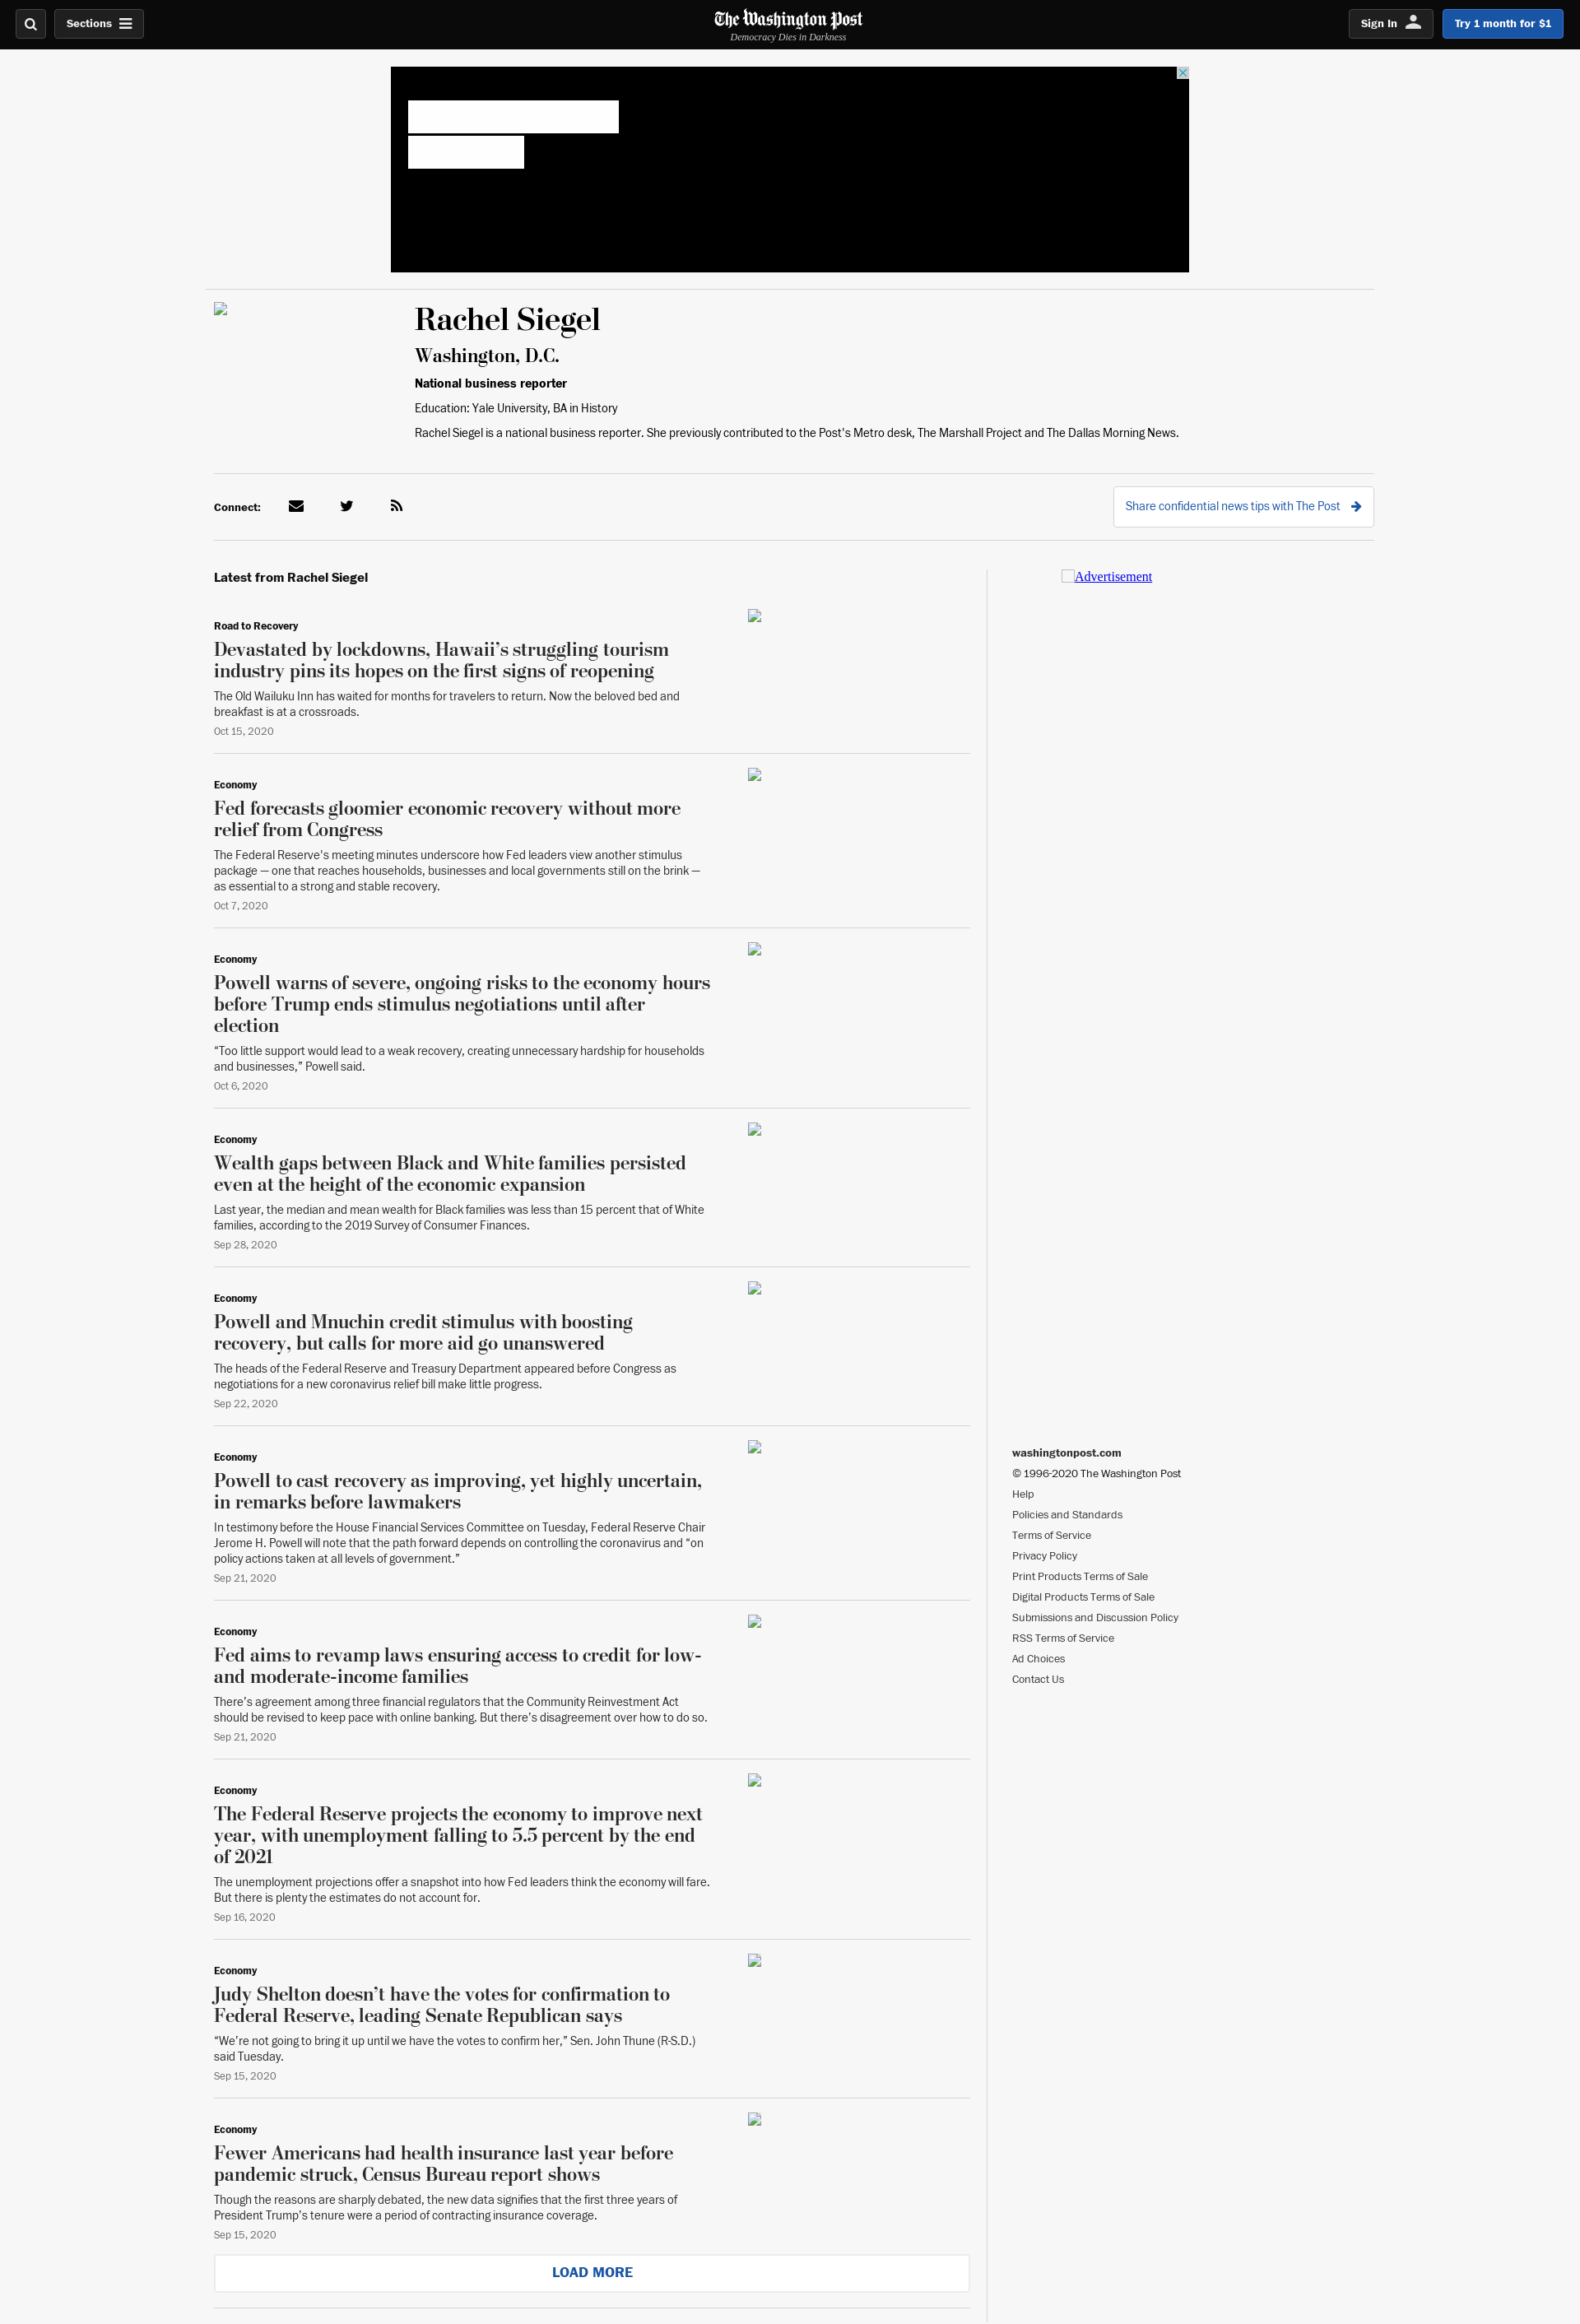 Sections
The Washington Post
Democracy Dies in Darkness
Sign In
Try 1 month for $1
Rachel Siegel
Washington, D.C.
National business reporter
Education: Yale University, BA in History
Rachel Siegel is a national business reporter. She previously contributed to the Post's Metro desk, The Marshall Project and The Dallas Morning News.
Connect:
Share confidential news tips with The Post
Latest from Rachel Siegel
Advertisement
Road to Recovery
Devastated by lockdowns, Hawaii’s struggling tourism
industry pins its hopes on the first signs of reopening
The Old Wailuku Inn has waited for months for travelers to return. Now the beloved bed and
breakfast is at a crossroads.
Oct 15, 2020
Economy
Fed forecasts gloomier economic recovery without more
relief from Congress
The Federal Reserve's meeting minutes underscore how Fed leaders view another stimulus
package — one that reaches households, businesses and local governments still on the brink —
as essential to a strong and stable recovery.
Oct 7, 2020
Economy
Powell warns of severe, ongoing risks to the economy hours
before Trump ends stimulus negotiations until after
election
“Too little support would lead to a weak recovery, creating unnecessary hardship for households
and businesses,” Powell said.
Oct 6, 2020
Economy
Wealth gaps between Black and White families persisted
even at the height of the economic expansion
Last year, the median and mean wealth for Black families was less than 15 percent that of White
families, according to the 2019 Survey of Consumer Finances.
Sep 28, 2020
Economy
Powell and Mnuchin credit stimulus with boosting
recovery, but calls for more aid go unanswered
The heads of the Federal Reserve and Treasury Department appeared before Congress as
negotiations for a new coronavirus relief bill make little progress.
Sep 22, 2020
Economy
Powell to cast recovery as improving, yet highly uncertain,
in remarks before lawmakers
In testimony before the House Financial Services Committee on Tuesday, Federal Reserve Chair
Jerome H. Powell will note that the path forward depends on controlling the coronavirus and “on
policy actions taken at all levels of government.”
Sep 21, 2020
Economy
Fed aims to revamp laws ensuring access to credit for low-
and moderate-income families
There’s agreement among three financial regulators that the Community Reinvestment Act
should be revised to keep pace with online banking. But there’s disagreement over how to do so.
Sep 21, 2020
Economy
The Federal Reserve projects the economy to improve next
year, with unemployment falling to 5.5 percent by the end
of 2021
The unemployment projections offer a snapshot into how Fed leaders think the economy will fare.
But there is plenty the estimates do not account for.
Sep 16, 2020
Economy
Judy Shelton doesn’t have the votes for confirmation to
Federal Reserve, leading Senate Republican says
“We’re not going to bring it up until we have the votes to confirm her,” Sen. John Thune (R-S.D.)
said Tuesday.
Sep 15, 2020
Economy
Fewer Americans had health insurance last year before
pandemic struck, Census Bureau report shows
Though the reasons are sharply debated, the new data signifies that the first three years of
President Trump’s tenure were a period of contracting insurance coverage.
Sep 15, 2020
LOAD MORE
washingtonpost.com
© 1996-2020 The Washington Post
Help
Policies and Standards
Terms of Service
Privacy Policy
Print Products Terms of Sale
Digital Products Terms of Sale
Submissions and Discussion Policy
RSS Terms of Service
Ad Choices
Contact Us